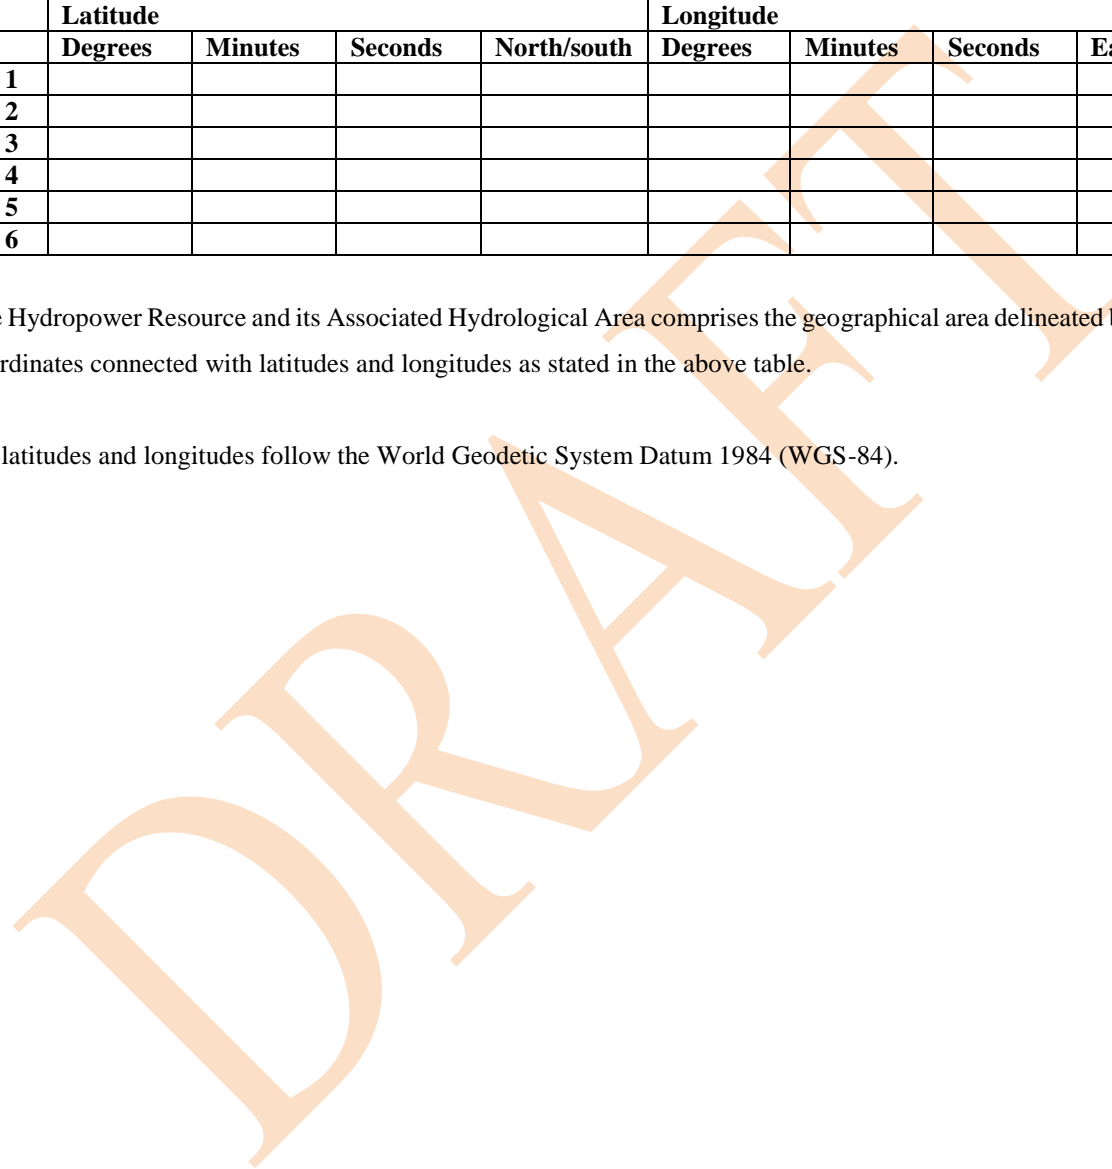 Latitude Longitude
Degrees Minutes Seconds North/south Degrees Minutes Seconds
1
2
3
4
5
6
Hydropower Resource and its Associated Hydrological Area comprises the geographical area delineated
connected with latitudes and longitudes as stated in the above table.
latitudes and longitudes follow the World Geodetic System Datum 1984 (WGS-84).
DRAFT